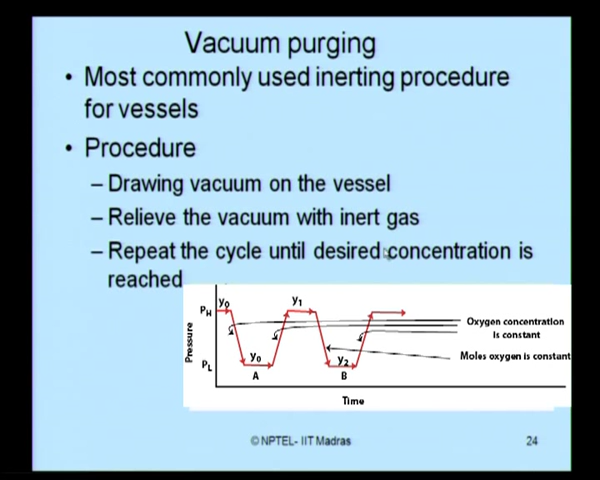 Vacuum purging
• Most commonly used inerting procedure
for vessels
• Procedure
– Drawing vacuum on the vessel
– Relieve the vacuum with inert gas
– Repeat the cycle until desired concentration is
reached
PH
y0
y1
Oxygen concentration
is constant
Pressure
PL
y0
y2
Moles oxygen is constant
A
B
Time
© NPTEL- IIT Madras
24